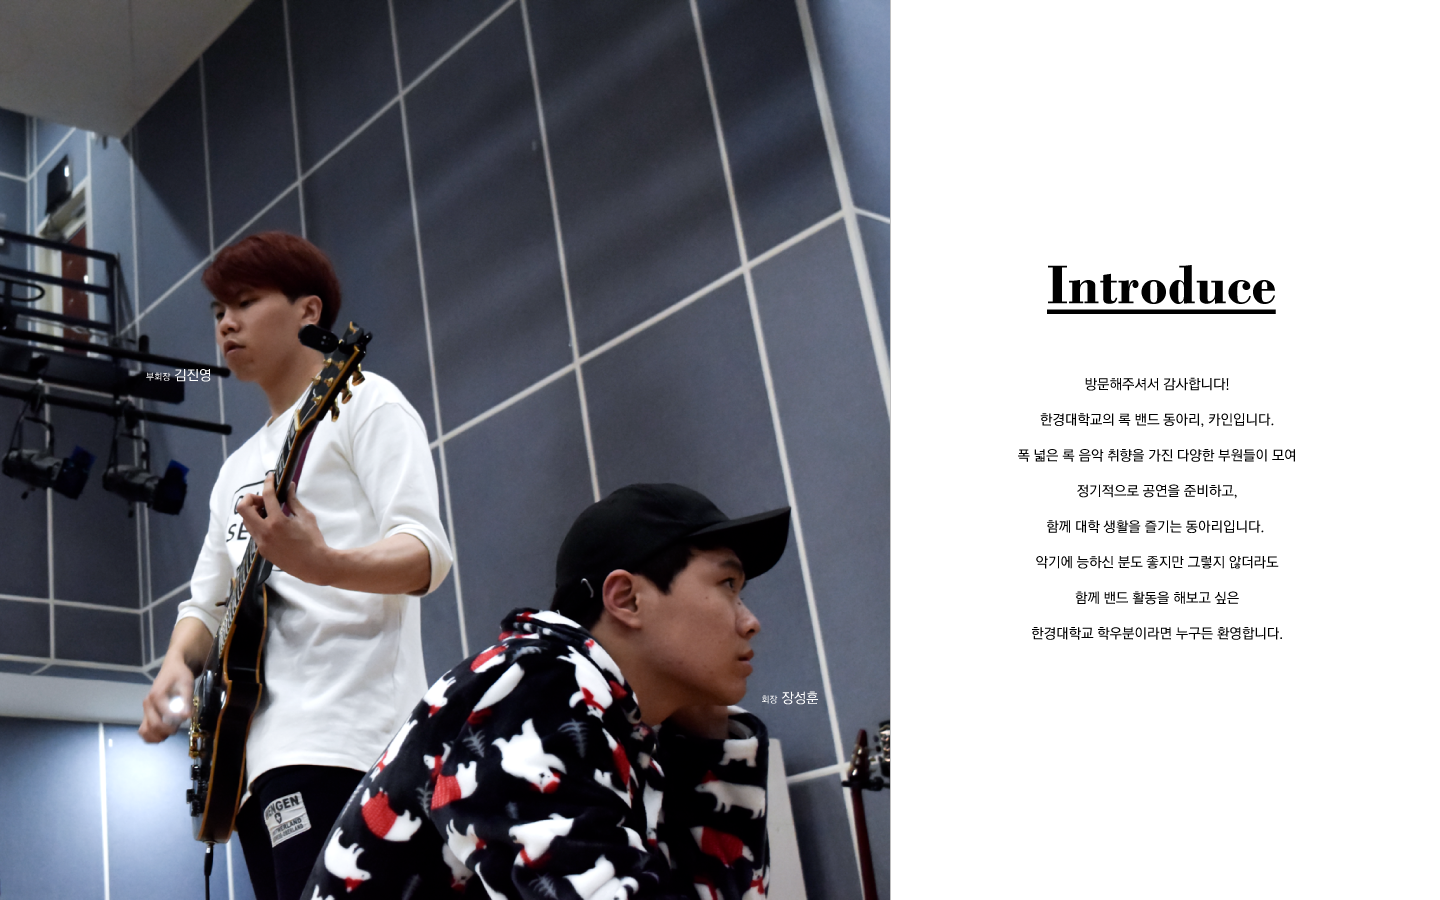 Introduce
방문해주셔서 감사합니다!
한경대학교의 록 밴드 동아리, 카인입니다.
폭 넓은 록 음악 취향을 가진 다양한 부원들이 모여
정기적으로 공연을 준비하고,
함께 대학 생활을 즐기는 동아리입니다.
악기에 능하신 분도 좋지만 그렇지 않더라도
함께 밴드 활동을 해보고 싶은
한경대학교 학우분이라면 누구든 환영합니다.
부회장 김진영
회장 장성훈
SE
WENGEN